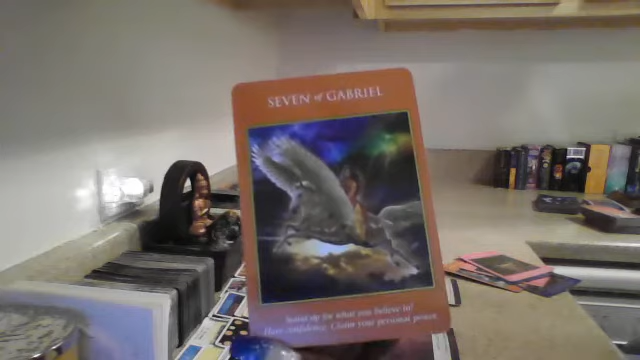 SEVEN of GABRIEL
Stand up for what you believe in!
Have confidence. Claim your personal power.